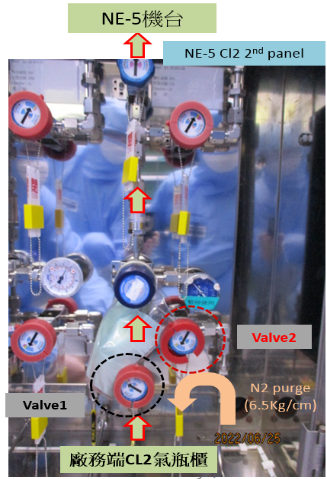 NE-5機台
NE-5 Cl2 2nd panel
Valve2
Valve1
N2 purge
(6.5Kg/cm)
2022/06/25
廠務端CL2氣瓶櫃